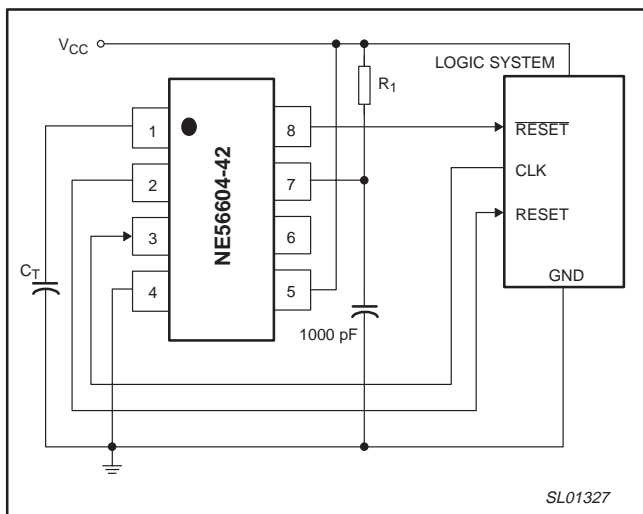 VCC
LOGIC SYSTEM
R1
1
8
RESET
NE56604-42
2
7
CLK
3
6
RESET
CT
4
5
GND
1000 pF
SL01327